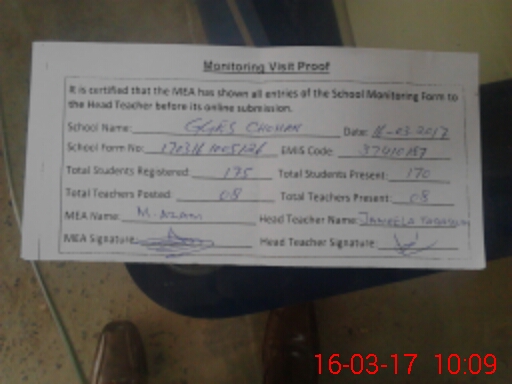 Monitoring Visit Proof
It is certified that the MEA has shown all entries of the School Monitoring Form to
the Head Teacher before its online submission.
School Name: GGES CHOHAN Date: 16-03-2017
School Form No: EMIS Code: 37410187
Total Students Registered: 175 Total Students Present: 170
Total Teachers Posted: 08 Total Teachers Present: 08
MEA Name: M. AZAM Head Teacher Name: JAMEELA
MEA Signature Head Teacher Signature
16-03-17 10:09